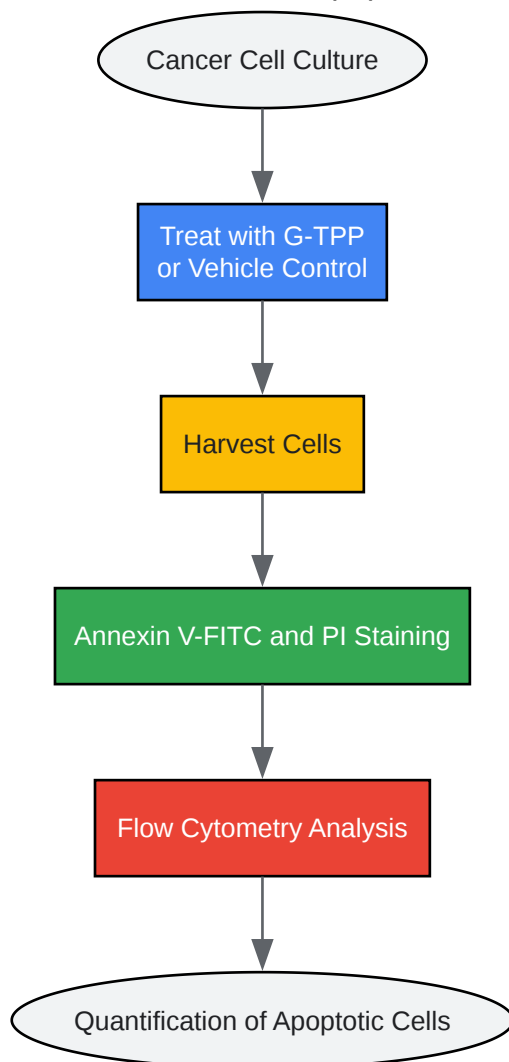 Cancer Cell Culture
Treat with G-TPP
or Vehicle Control
Harvest Cells
Annexin V-FITC and PI Staining
Flow Cytometry Analysis
Quantification of Apoptotic Cells